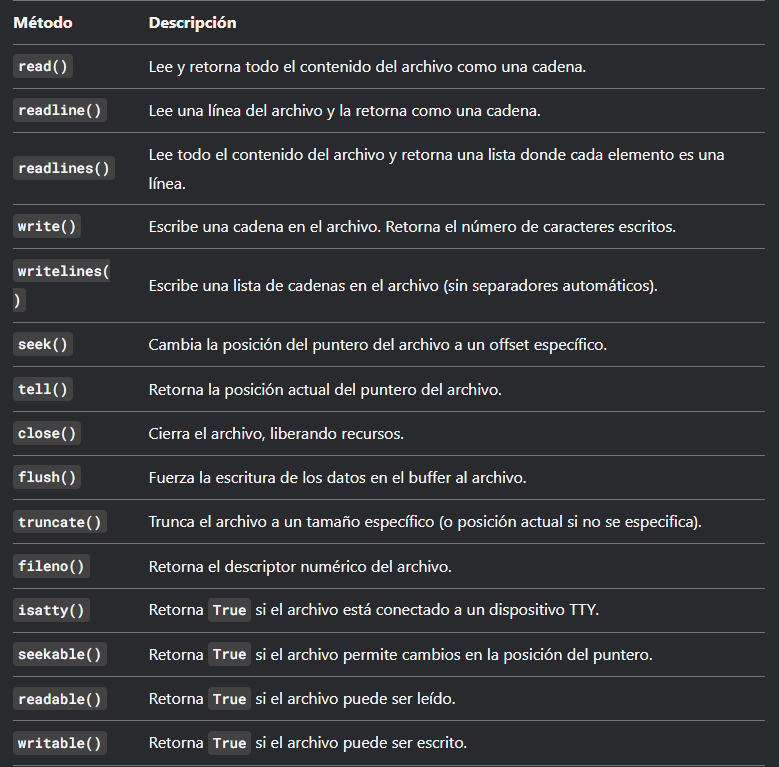 Método Descripción
read() Lee y retorna todo el contenido del archivo como una cadena.
readline() Lee una línea del archivo y la retorna como una cadena.
readlines() Lee todo el contenido del archivo y retorna una lista donde cada elemento es una
línea.
write() Escribe una cadena en el archivo. Retorna el número de caracteres escritos.
writelines(
) Escribe una lista de cadenas en el archivo (sin separadores automáticos).
seek() Cambia la posición del puntero del archivo a un offset específico.
tell() Retorna la posición actual del puntero del archivo.
close() Cierra el archivo, liberando recursos.
flush() Fuerza la escritura de los datos en el buffer al archivo.
truncate() Trunca el archivo a un tamaño específico (o posición actual si no se especifica).
fileno() Retorna el descriptor numérico del archivo.
isatty() Retorna True si el archivo está conectado a un dispositivo TTY.
seekable() Retorna True si el archivo permite cambios en la posición del puntero.
readable() Retorna True si el archivo puede ser leído.
writable() Retorna True si el archivo puede ser escrito.